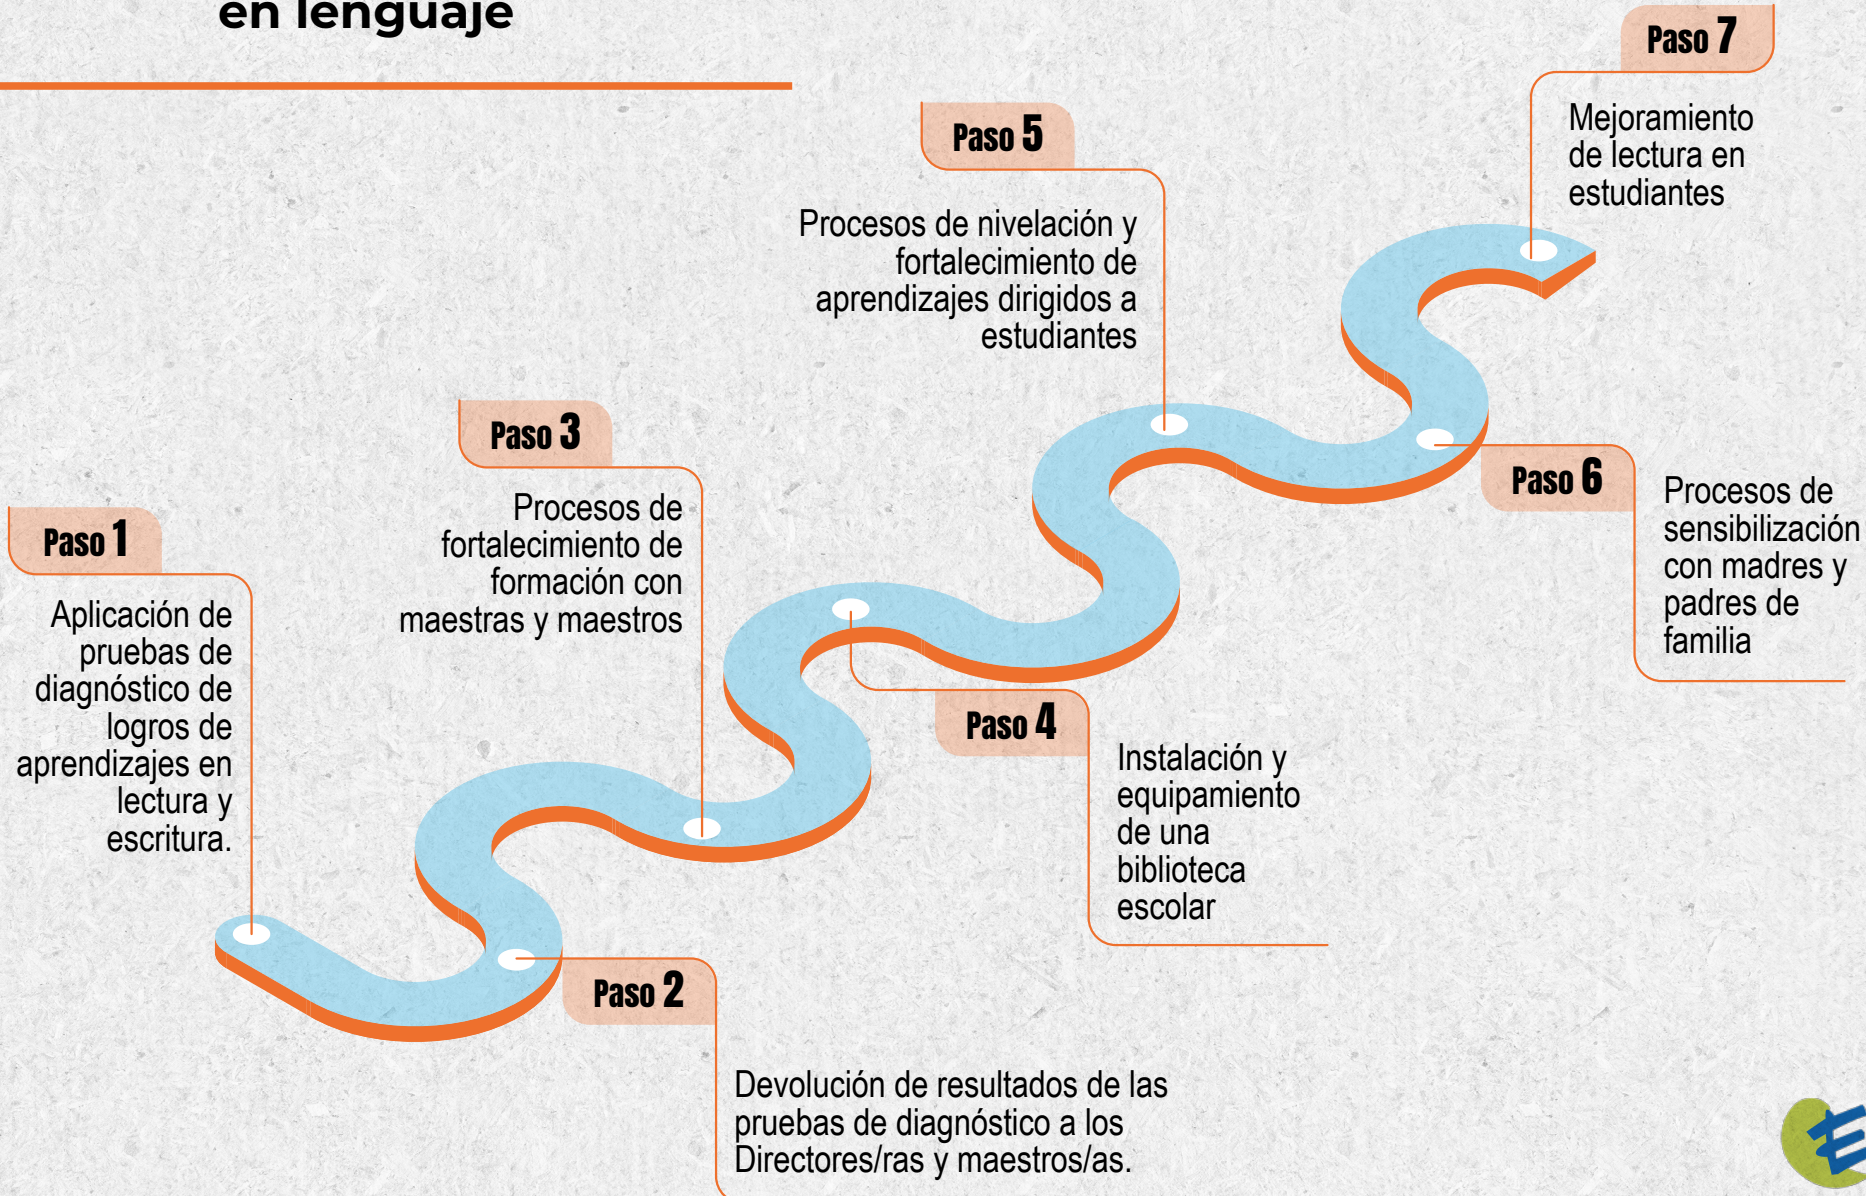 en lenguaje
Paso 1
Aplicación de
pruebas de
diagnóstico de
logros de
aprendizajes en
lectura y
escritura.
Paso 2
Devolución de resultados de las
pruebas de diagnóstico a los
Directores/ras y maestros/as.
Paso 3
Procesos de
fortalecimiento de
formación con
maestras y maestros
Paso 4
Instalación y
equipamiento
de una
biblioteca
escolar
Paso 5
Procesos de nivelación y
fortalecimiento de
aprendizajes dirigidos a
estudiantes
Paso 6
Procesos de
sensibilización
con madres y
padres de
familia
Paso 7
Mejoramiento
de lectura en
estudiantes